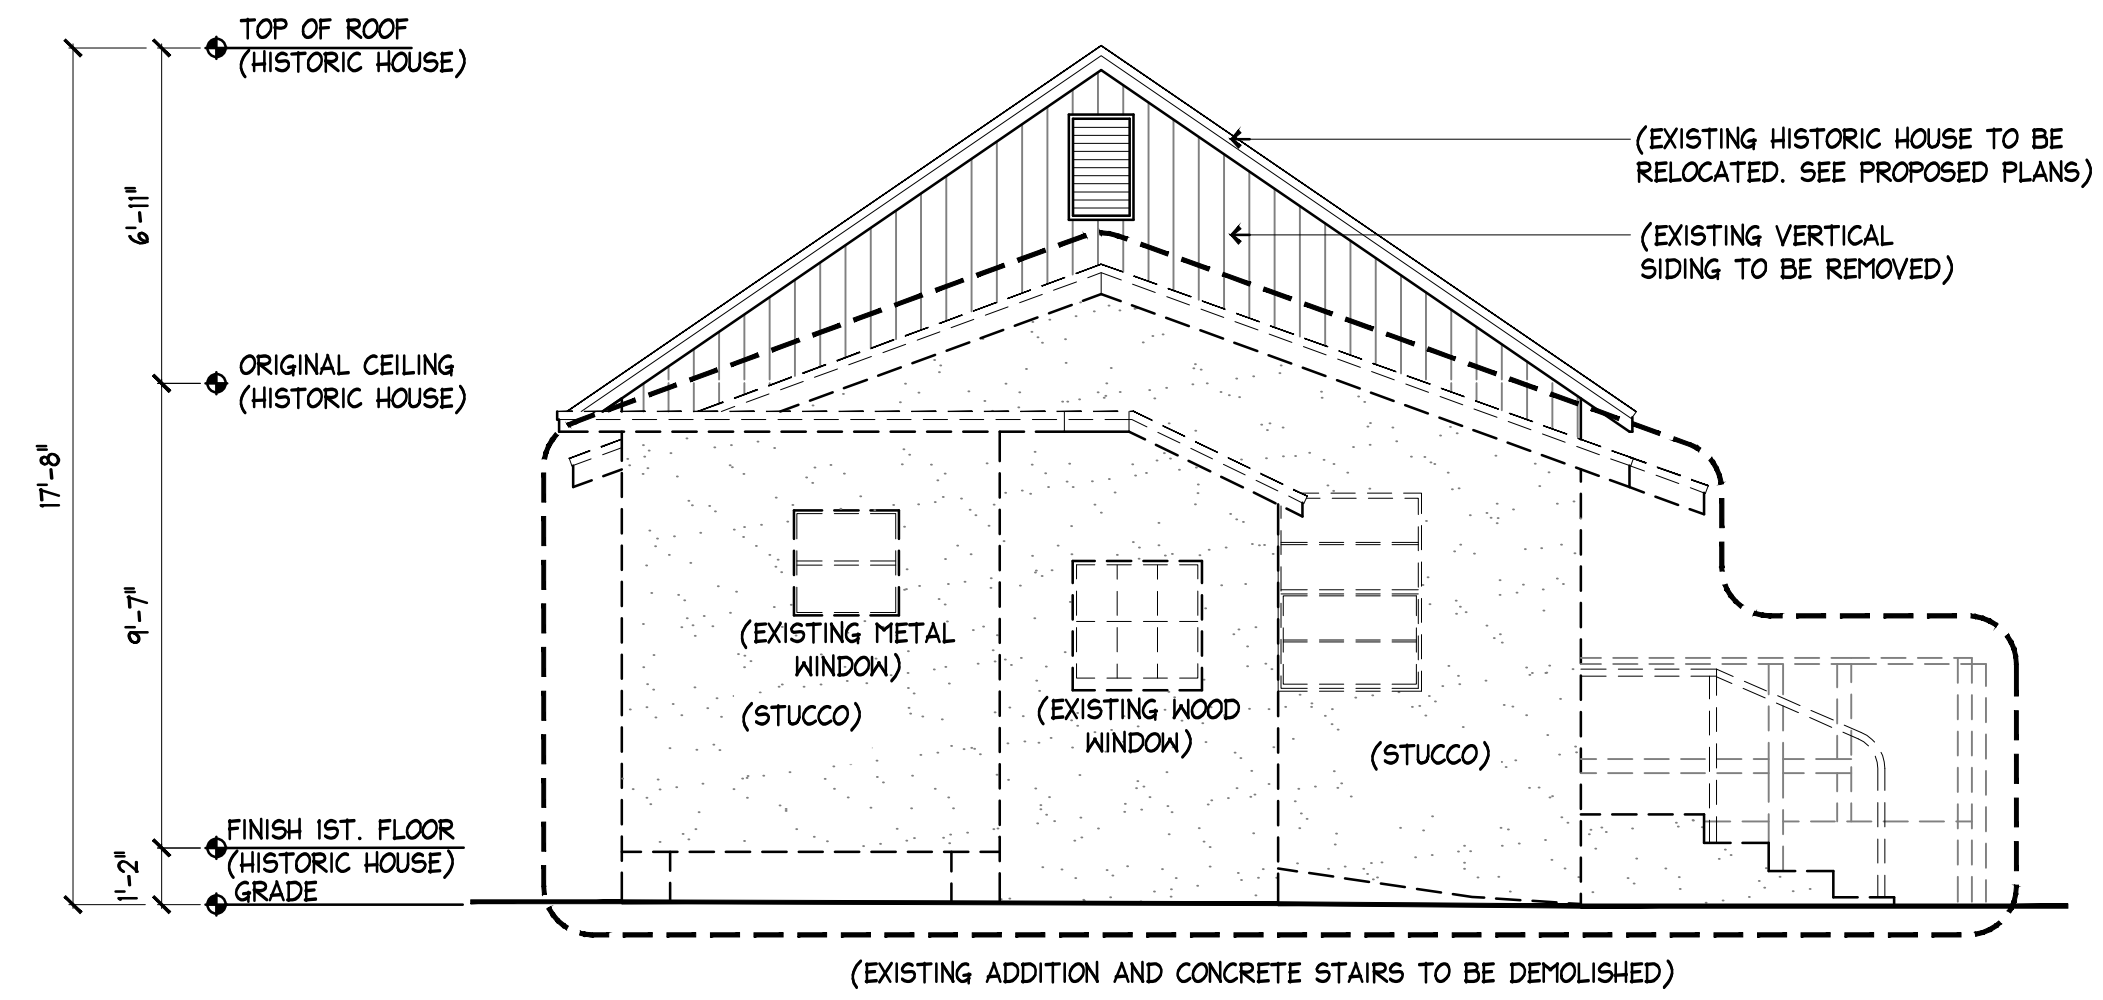 TOP OF ROOF
(HISTORIC HOUSE)
(EXISTING HISTORIC HOUSE TO BE
RELOCATED. SEE PROPOSED PLANS)
6'-11"
(EXISTING VERTICAL
SIDING TO BE REMOVED)
ORIGINAL CEILING
(HISTORIC HOUSE)
17'-8"
9'-7"
(EXISTING METAL
WINDOW)
(STUCCO)
(EXISTING WOOD
WINDOW)
(STUCCO)
FINISH 1ST. FLOOR
(HISTORIC HOUSE)
1'-2"
GRADE
(EXISTING ADDITION AND CONCRETE STAIRS TO BE DEMOLISHED)